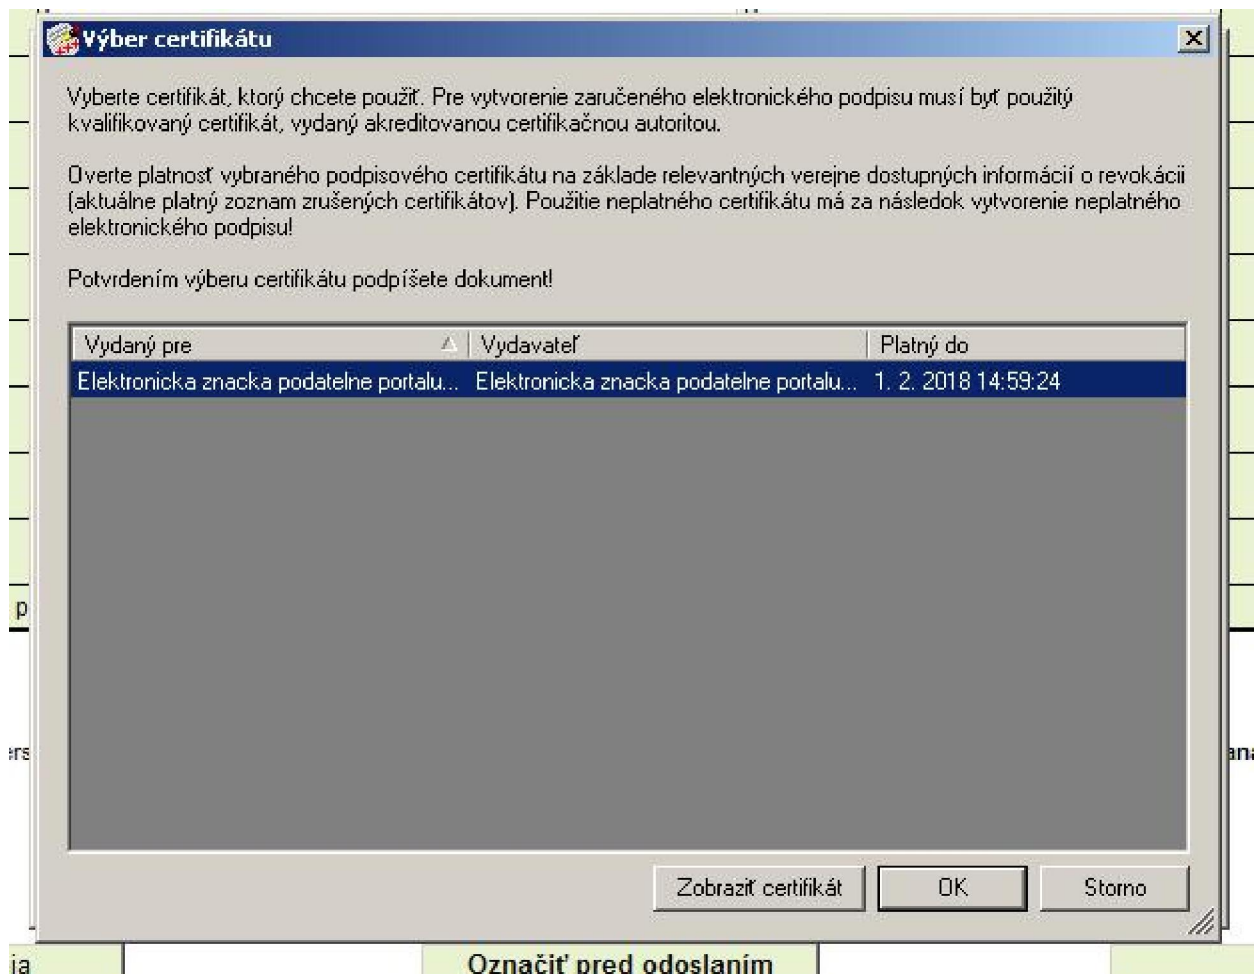 Výber certifikátu
Vyberte certifikát, ktorý chcete použiť. Pre vytvorenie zaručeného elektronického podpisu musí byť použitý
kvalifikovaný certifikát, vydaný akreditovanou certifikačnou autoritou.
Overte platnosť vybraného podpisového certifikátu na základe relevantných verejne dostupných informácií o revokácii
(aktuálne platný zoznam zrušených certifikátov). Použitie neplatného certifikátu má za následok vytvorenie neplatného
elektronického podpisu!
Potvrdením výberu certifikátu podpíšete dokument!
Vydaný pre Vydavateľ Platný do
Elektronicka znacka podatelne portalu... Elektronicka znacka podatelne portalu... 1. 2. 2018 14:59:24
Zobraziť certifikát OK Storno
Označiť pred odoslaním